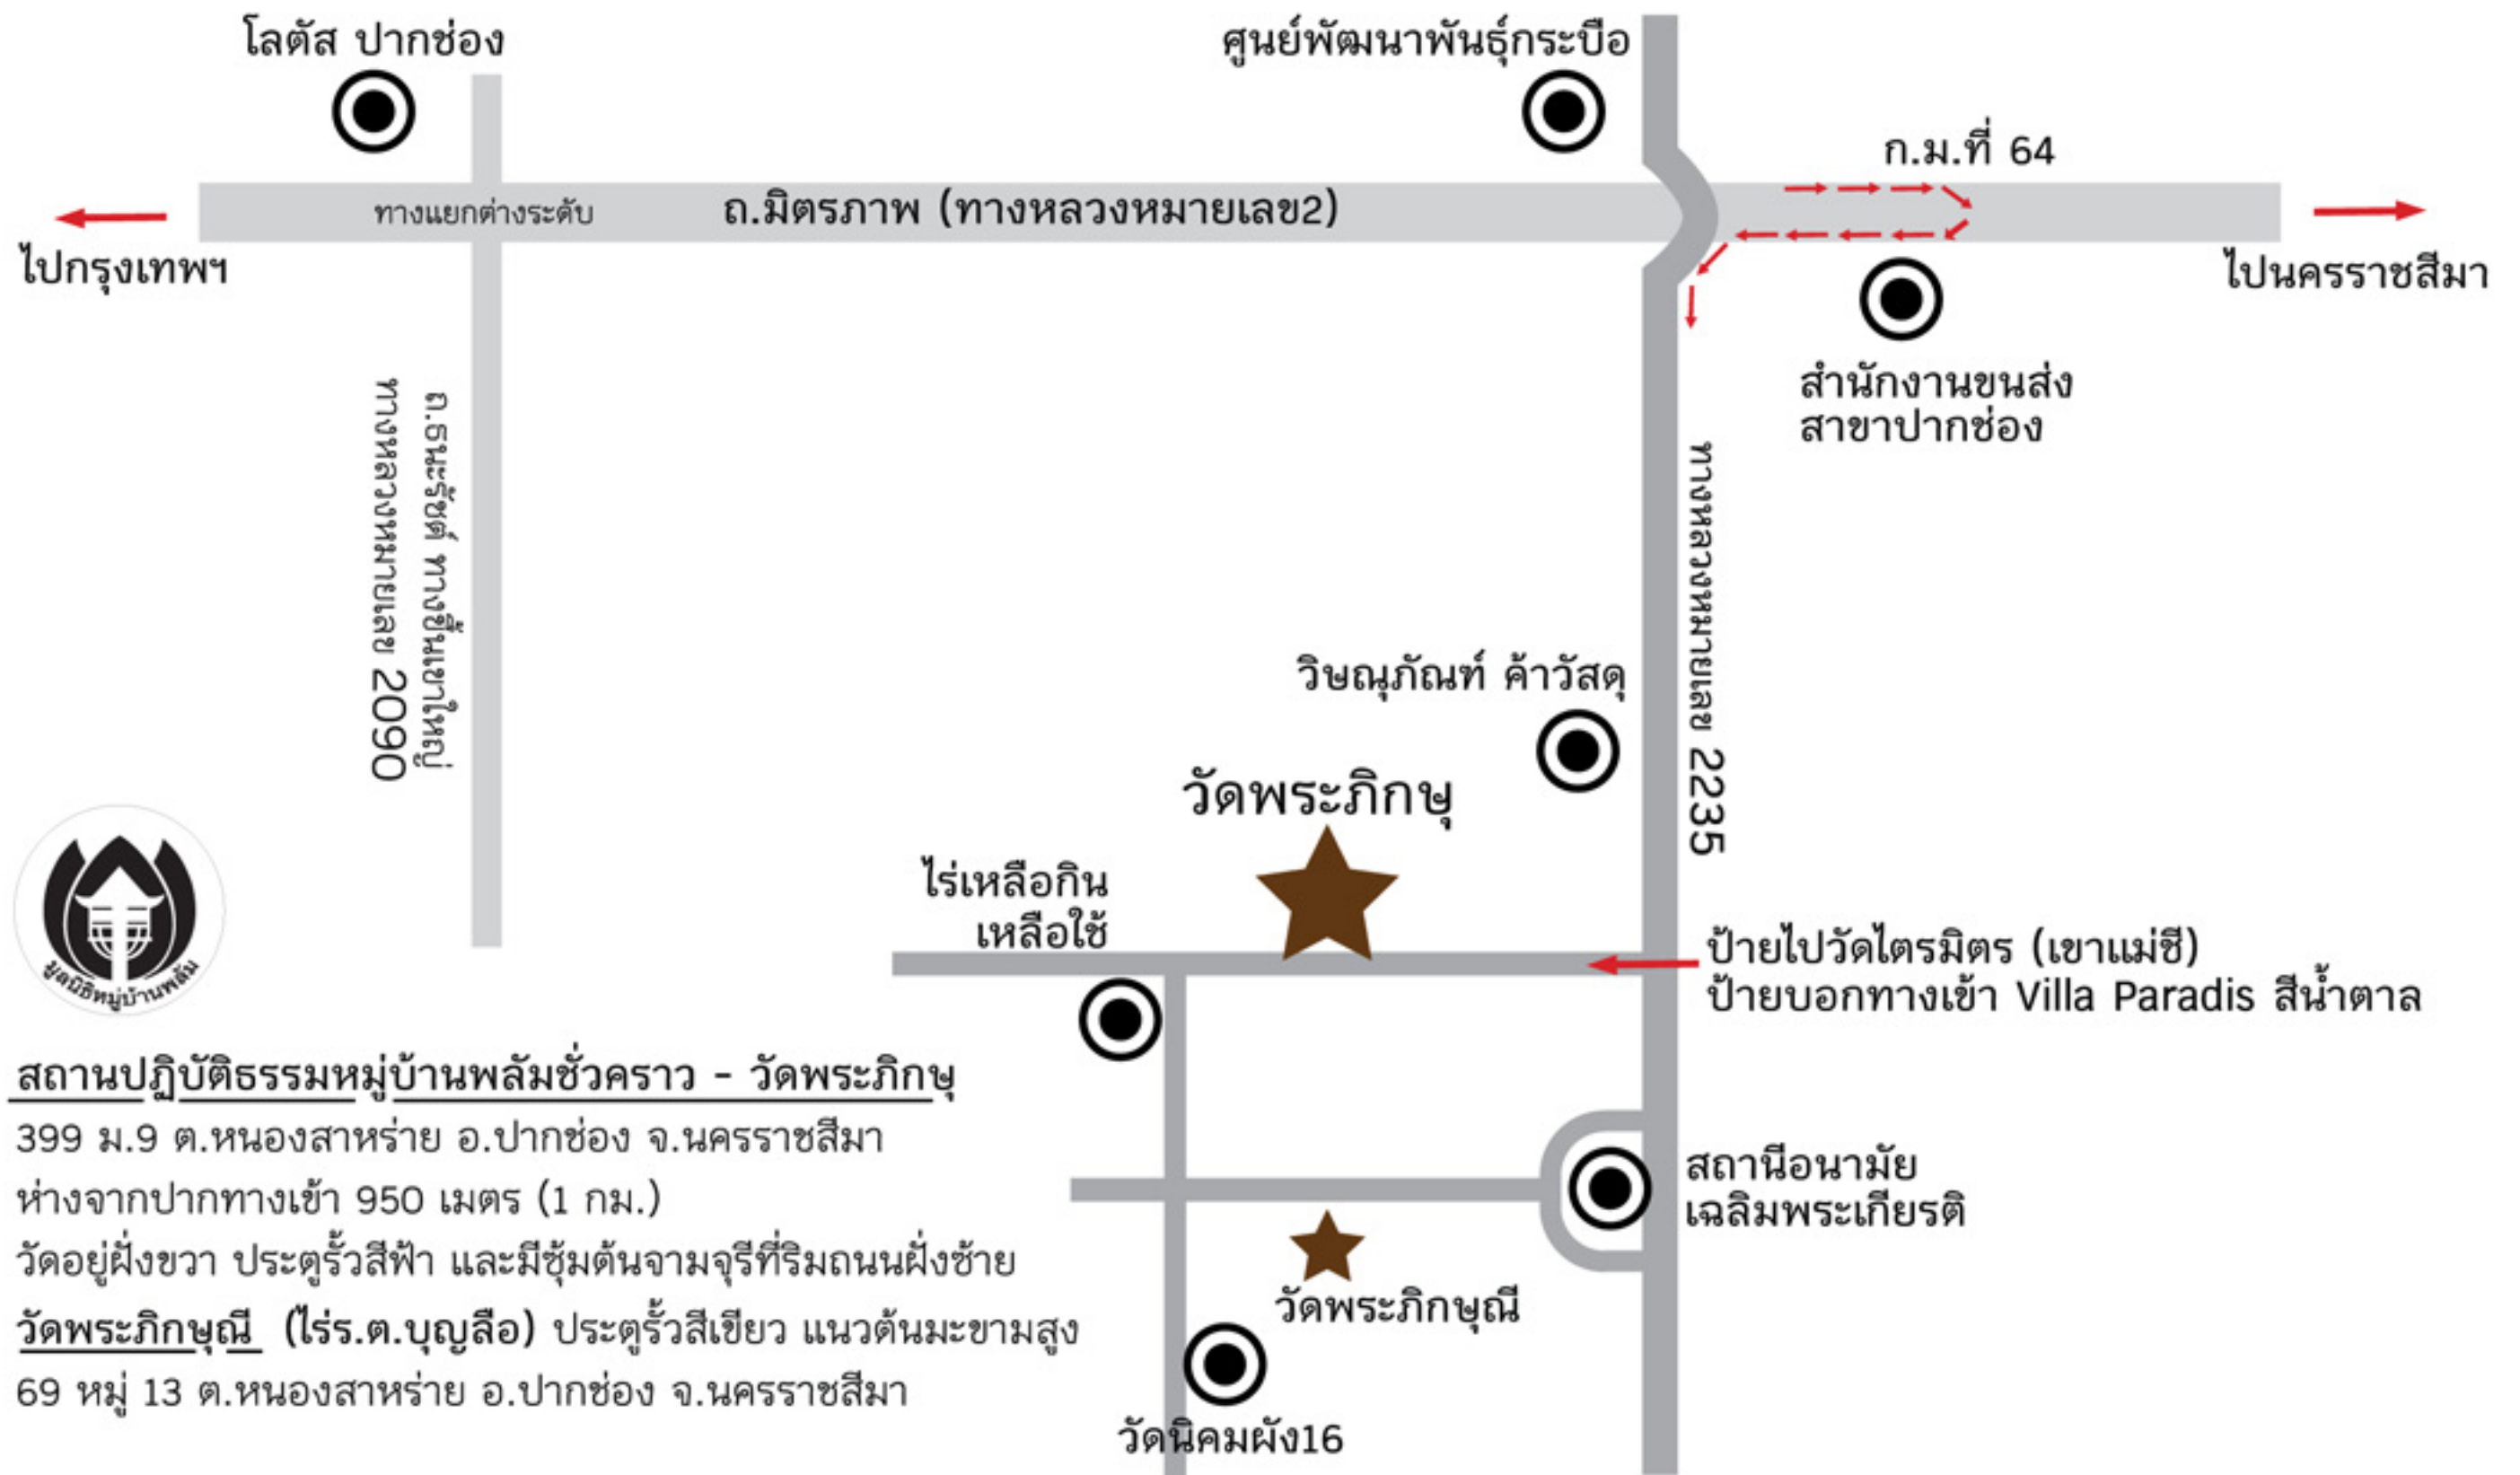 โลตัส ปากช่อง
ศูนย์พัฒนาพันธุ์กระบือ
ก.ม.ที่ 64
ทางแยกต่างระดับ
ถ.มิตรภาพ (ทางหลวงหมายเลข2)
ไปกรุงเทพฯ
ไปนครราชสีมา
สำนักงานขนส่ง
สาขาปากช่อง
ถ.ธนะรัชต์ ทางขึ้นเขาใหญ่
ทางหลวงหมายเลข 2090
ทางหลวงหมายเลข 2235
วิษณุภัณฑ์ ค้าวัสดุ
วัดพระภิกษุ
ไร่เหลือกิน
เหลือใช้
ป้ายไปวัดไตรมิตร (เขาแม่ชี)
ป้ายบอกทางเข้า Villa Paradis สีน้ำตาล
มูลนิธิหมู่บ้านพลัม
สถานปฏิบัติธรรมหมู่บ้านพลัมชั่วคราว - วัดพระภิกษุ
399 ม.9 ต.หนองสาหร่าย อ.ปากช่อง จ.นครราชสีมา
ห่างจากปากทางเข้า 950 เมตร (1 กม.)
วัดอยู่ฝั่งขวา ประตูรั้วสีฟ้า และมีซุ้มต้นจามจุรีที่ริมถนนฝั่งซ้าย
วัดพระภิกษุณี (ไร่ร.ต.บุญลือ) ประตูรั้วสีเขียว แนวต้นมะขามสูง
69 หมู่ 13 ต.หนองสาหร่าย อ.ปากช่อง จ.นครราชสีมา
สถานีอนามัย
เฉลิมพระเกียรติ
วัดพระภิกษุณี
วัดนิคมผัง16